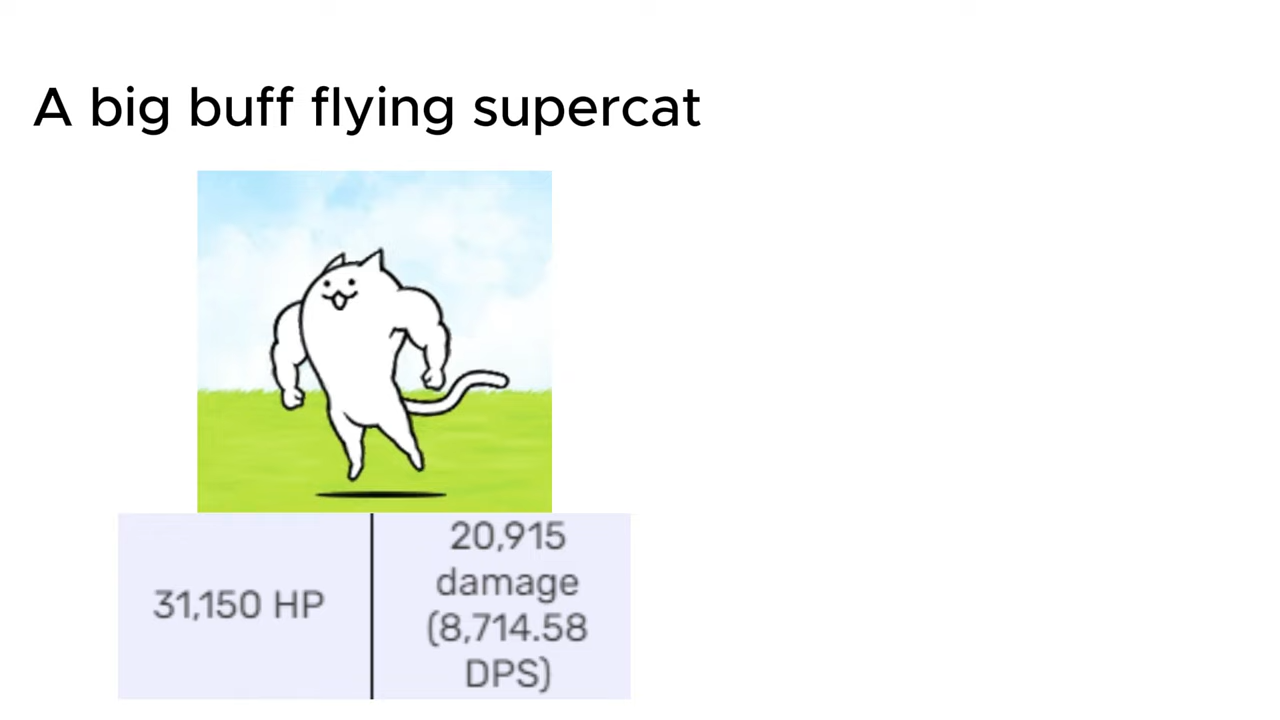 A big buff flying supercat
31,150 HP
20,915
damage
(8,714.58
DPS)